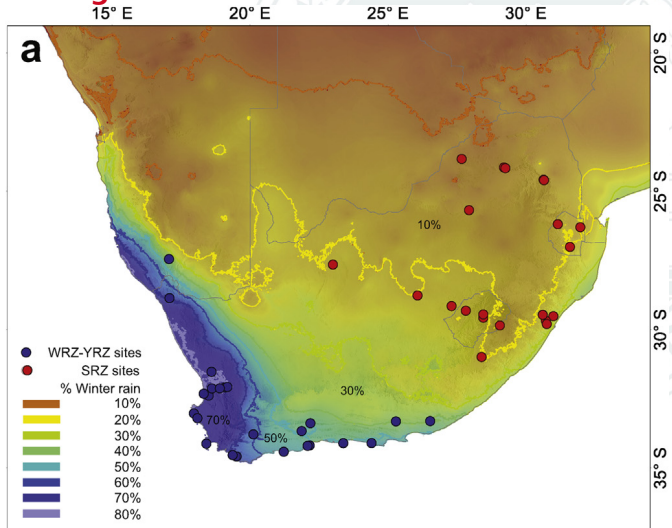 15° E 20° E 25° E 30° E
a
20° S
25° S
30° S
35° S
10%
30%
70%
50%
WRZ-YRZ sites
SRZ sites
% Winter rain
10%
20%
30%
40%
50%
60%
70%
80%